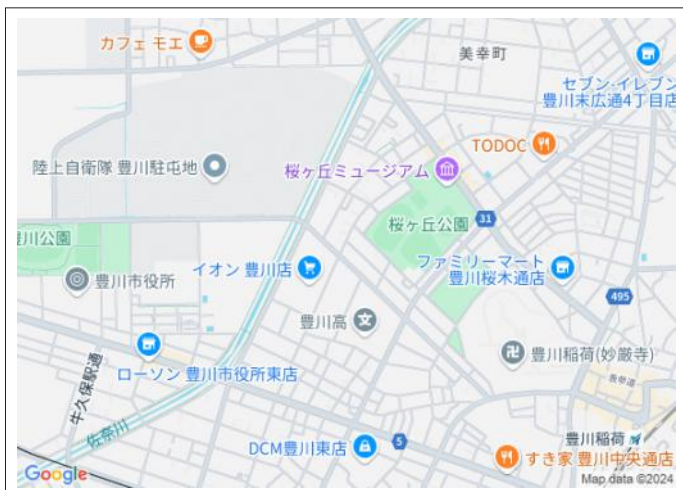 カフェ モエ
美幸町
セブン-イレブン
豊川末広通4丁目店
TODOC
陸上自衛隊 豊川駐屯地
桜ヶ丘ミュージアム
桜ヶ丘公園
31
豊川公園
イオン 豊川店
ファミリーマート
豊川桜木通店
豊川市役所
495
豊川高
豊川稲荷(妙厳寺)
ローソン 豊川市役所東店
牛久保駅通
佐奈川
DCM豊川東店
5
豊川稲荷
すき家 豊川中央通店
Google
Map data ©2024